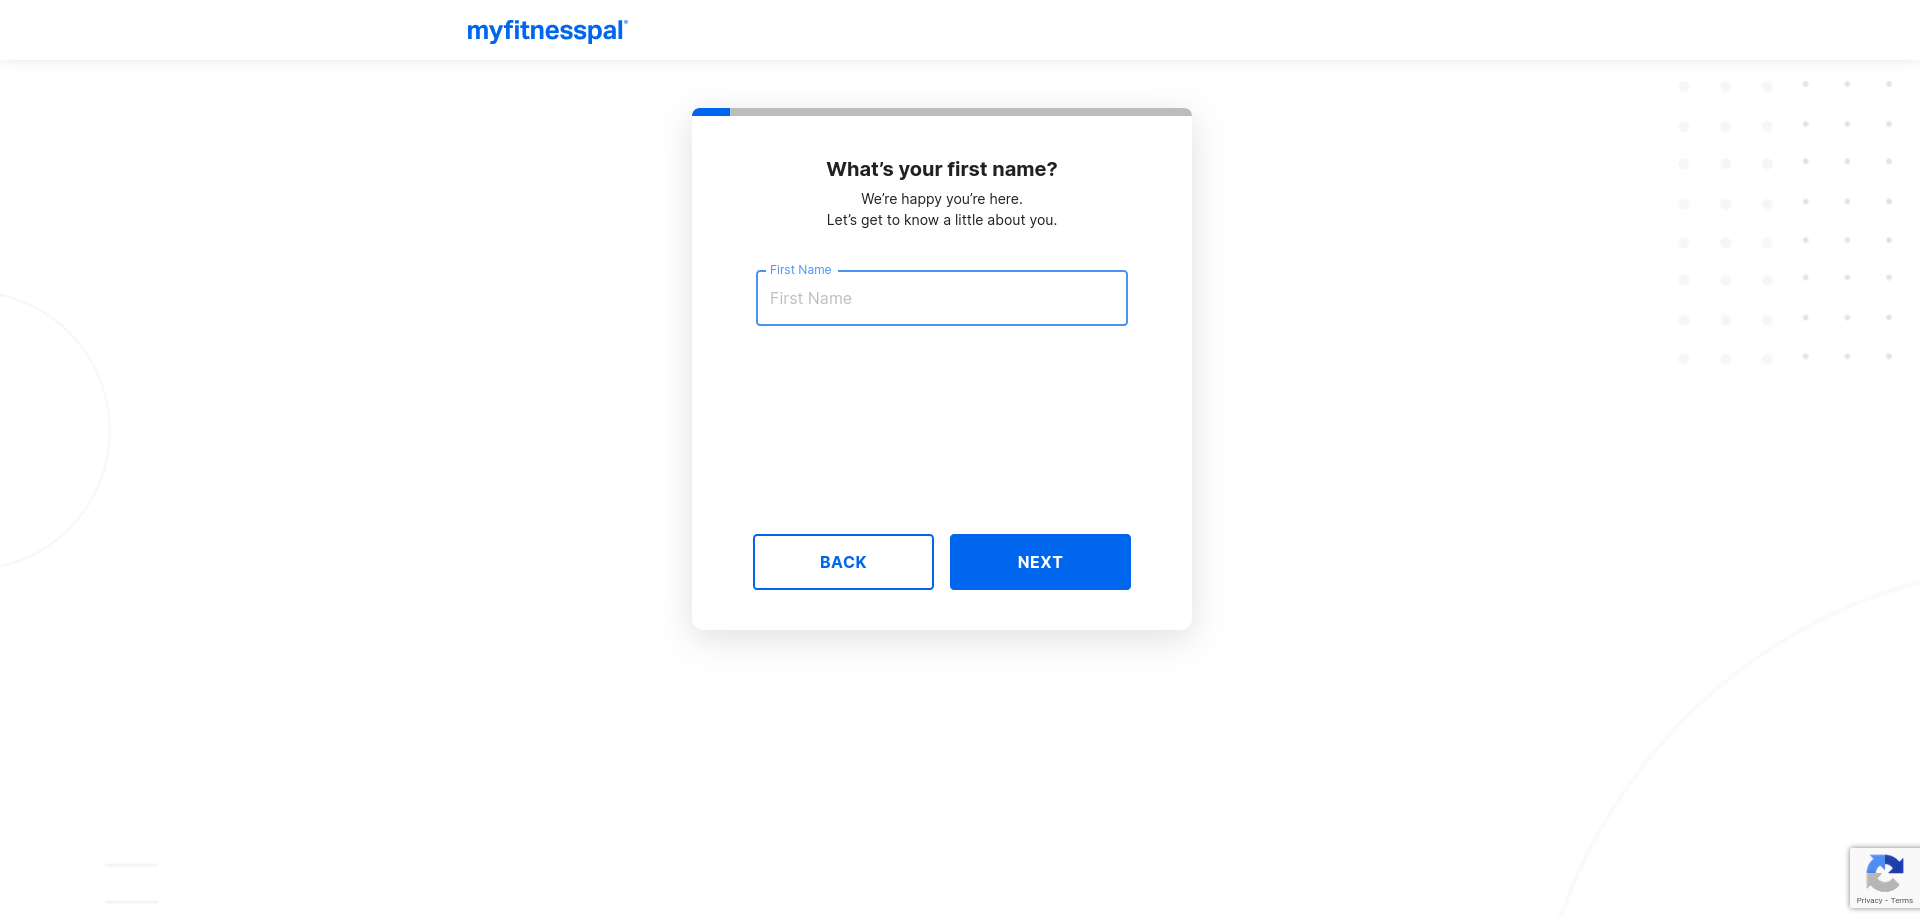 myfitnesspal®
What’s your first name?
We’re happy you’re here.
Let’s get to know a little about you.
First Name
First Name
BACK
NEXT
Privacy - Terms